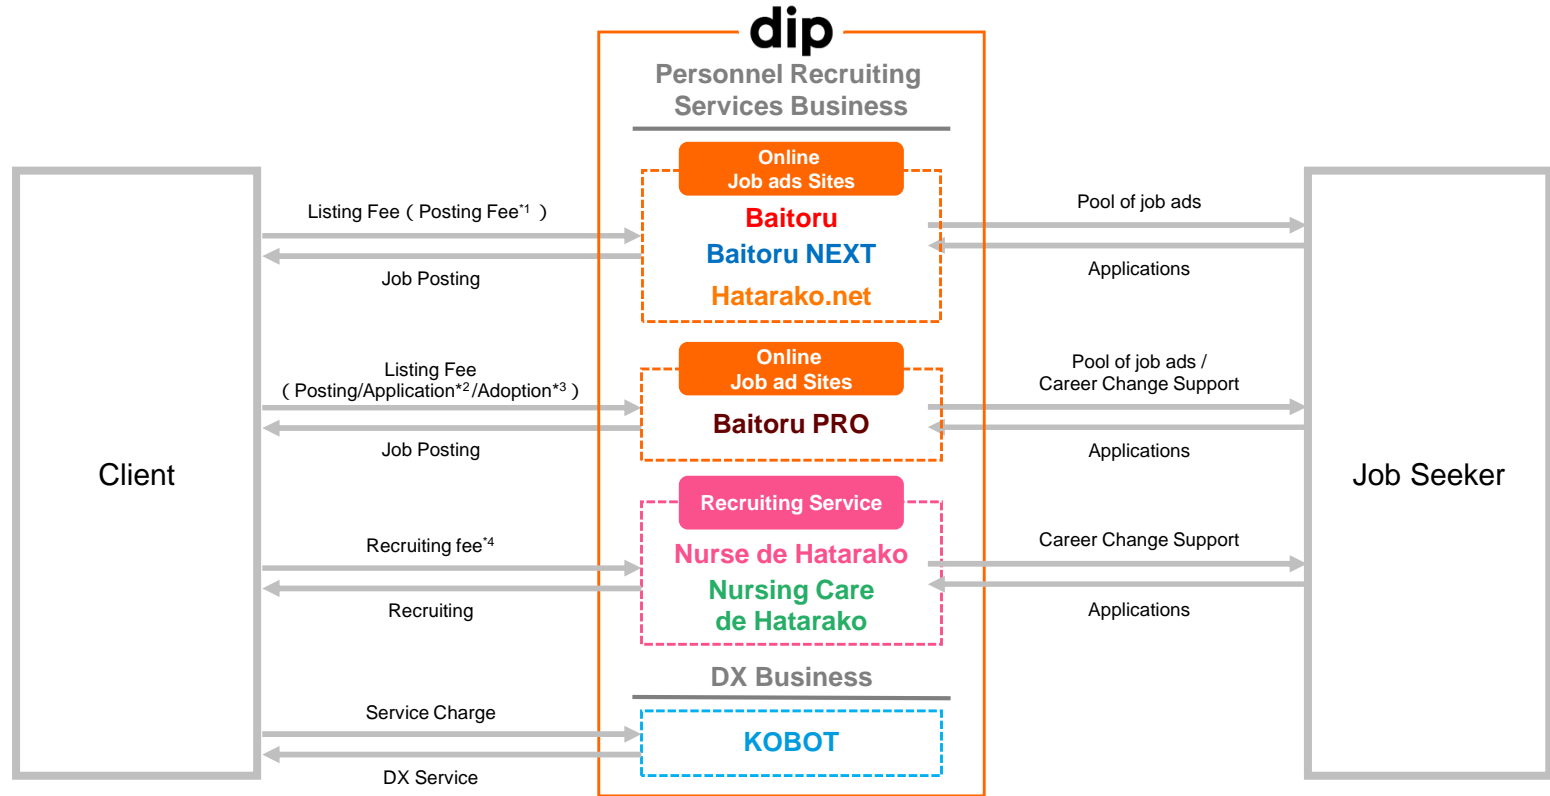 dip
Personnel Recruiting
Services Business
Online
Job ads Sites
Baitoru
Baitoru NEXT
Hatarako.net
Listing Fee ( Posting Fee*1 )
Job Posting
Pool of job ads
Applications
Online
Job ad Sites
Baitoru PRO
Listing Fee
( Posting/Application*2/Adoption*3 )
Job Posting
Pool of job ads /
Career Change Support
Applications
Client
Job Seeker
Recruiting Service
Nurse de Hatarako
Nursing Care
de Hatarako
Recruiting fee*4
Recruiting
Career Change Support
Applications
DX Business
KOBOT
Service Charge
DX Service